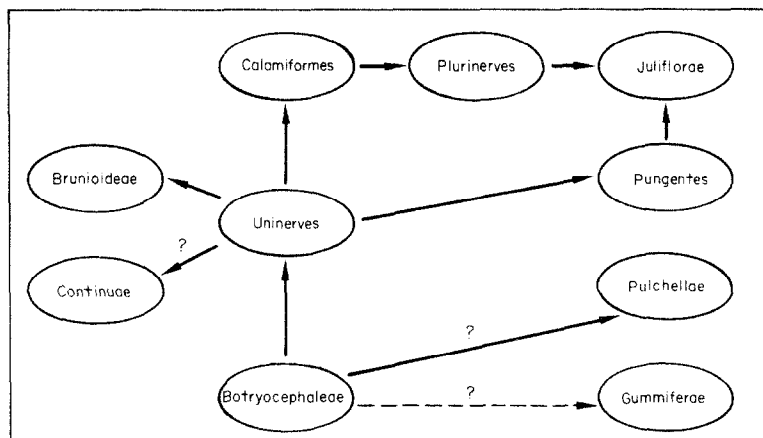 Calamiformes
Plurinerves
Juliflorae
Brunioideae
Pungentes
Uninerves
?
Continuae
Pulchellae
?
Botryocephaleae
?
Gummiferae